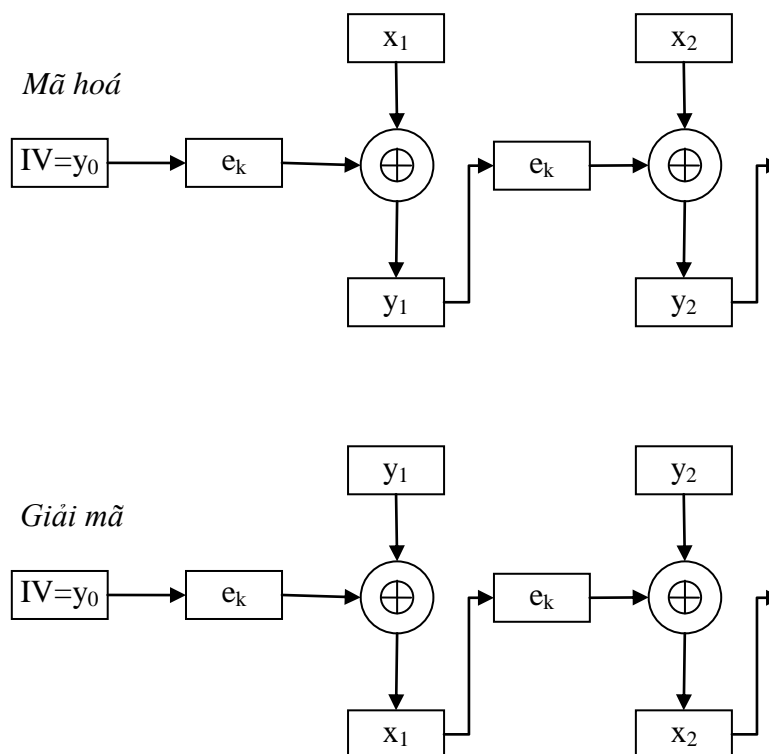 x₁ x₂
Mã hoá
IV=y₀ eₖ eₖ
y₁ y₂
y₁ y₂
Giải mã
IV=y₀ eₖ eₖ
x₁ x₂